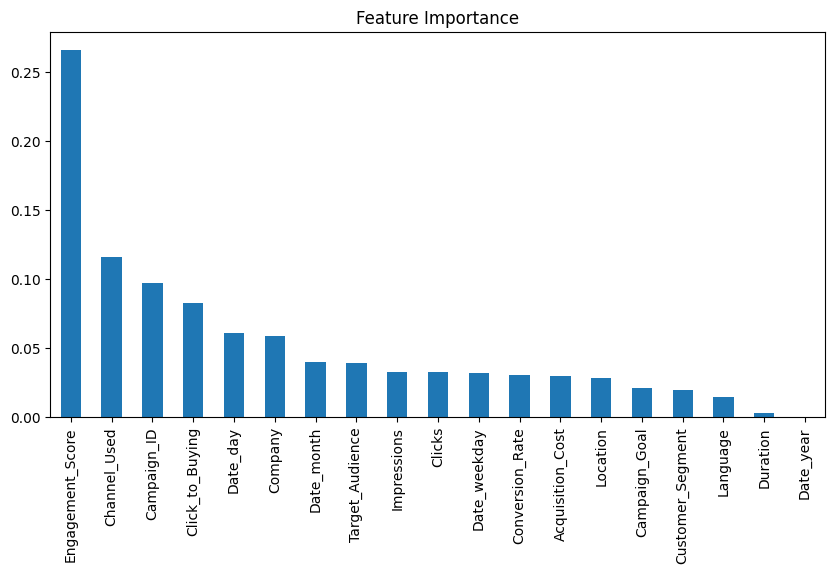 Feature Importance
0.25
0.20
0.15
0.10
0.05
0.00
Engagement_Score
Channel_Used
Campaign_ID
Click_to_Buying
Date_day
Company
Date_month
Target_Audience
Impressions
Clicks
Date_weekday
Conversion_Rate
Acquisition_Cost
Location
Campaign_Goal
Customer_Segment
Language
Duration
Date_year